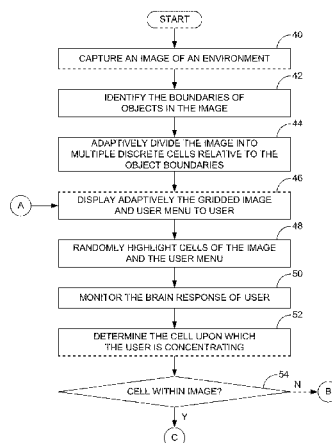 START
40
CAPTURE AN IMAGE OF AN ENVIRONMENT
42
IDENTIFY THE BOUNDARIES OF
OBJECTS IN THE IMAGE
44
ADAPTIVELY DIVIDE THE IMAGE INTO
MULTIPLE DISCRETE CELLS RELATIVE TO THE
OBJECT BOUNDARIES
46
A
DISPLAY ADAPTIVELY THE GRIDDED IMAGE
AND USER MENU TO USER
48
RANDOMLY HIGHLIGHT CELLS OF THE IMAGE
AND THE USER MENU
50
MONITOR THE BRAIN RESPONSE OF USER
52
DETERMINE THE CELL UPON WHICH
THE USER IS CONCENTRATING
54
CELL WITHIN IMAGE?
N
B
Y
C